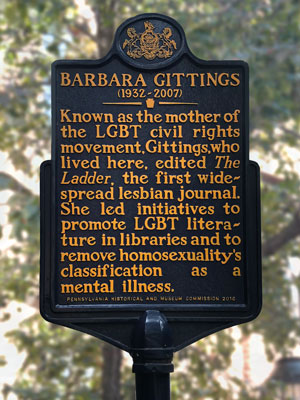 BARBARA GITTINGS
(1932-2007)
Known as the mother of
the LGBT civil rights
movement, Gittings, who
lived here, edited The
Ladder, the first wide-
spread lesbian journal.
She led initiatives to
promote LGBT litera-
ture in libraries and to
remove homosexuality's
classification as a
mental illness.
PENNSYLVANIA HISTORICAL AND MUSEUM COMMISSION 2016